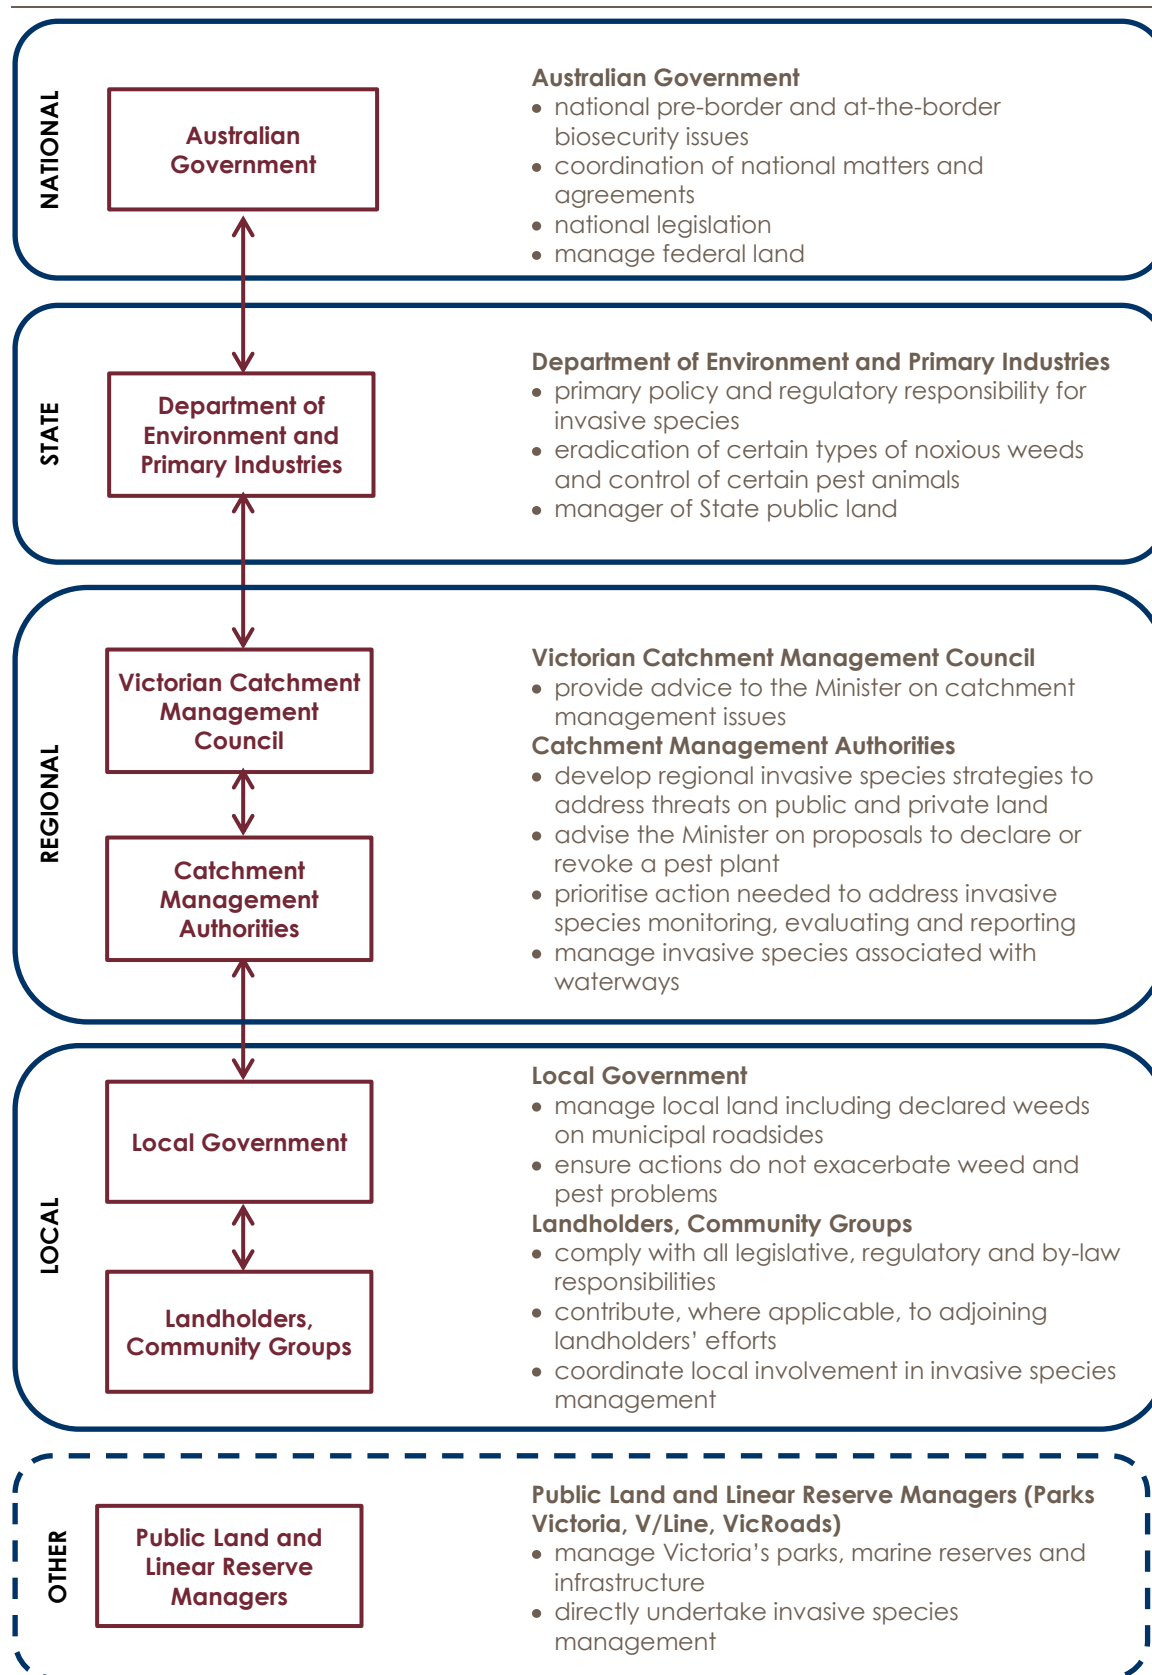 NATIONAL
Australian
Government
Australian Government
• national pre-border and at-the-border
biosecurity issues
• coordination of national matters and
agreements
• national legislation
• manage federal land
STATE
Department of
Environment and
Primary Industries
Department of Environment and Primary Industries
• primary policy and regulatory responsibility for
invasive species
• eradication of certain types of noxious weeds
and control of certain pest animals
• manager of State public land
REGIONAL
Victorian Catchment
Management
Council
Catchment
Management
Authorities
Victorian Catchment Management Council
• provide advice to the Minister on catchment
management issues
Catchment Management Authorities
• develop regional invasive species strategies to
address threats on public and private land
• advise the Minister on proposals to declare or
revoke a pest plant
• prioritise action needed to address invasive
species monitoring, evaluating and reporting
• manage invasive species associated with
waterways
LOCAL
Local Government
Landholders,
Community Groups
Local Government
• manage local land including declared weeds
on municipal roadsides
• ensure actions do not exacerbate weed and
pest problems
Landholders, Community Groups
• comply with all legislative, regulatory and by-law
responsibilities
• contribute, where applicable, to adjoining
landholders’ efforts
• coordinate local involvement in invasive species
management
OTHER
Public Land and
Linear Reserve
Managers
Public Land and Linear Reserve Managers (Parks
Victoria, V/Line, VicRoads)
• manage Victoria’s parks, marine reserves and
infrastructure
• directly undertake invasive species
management